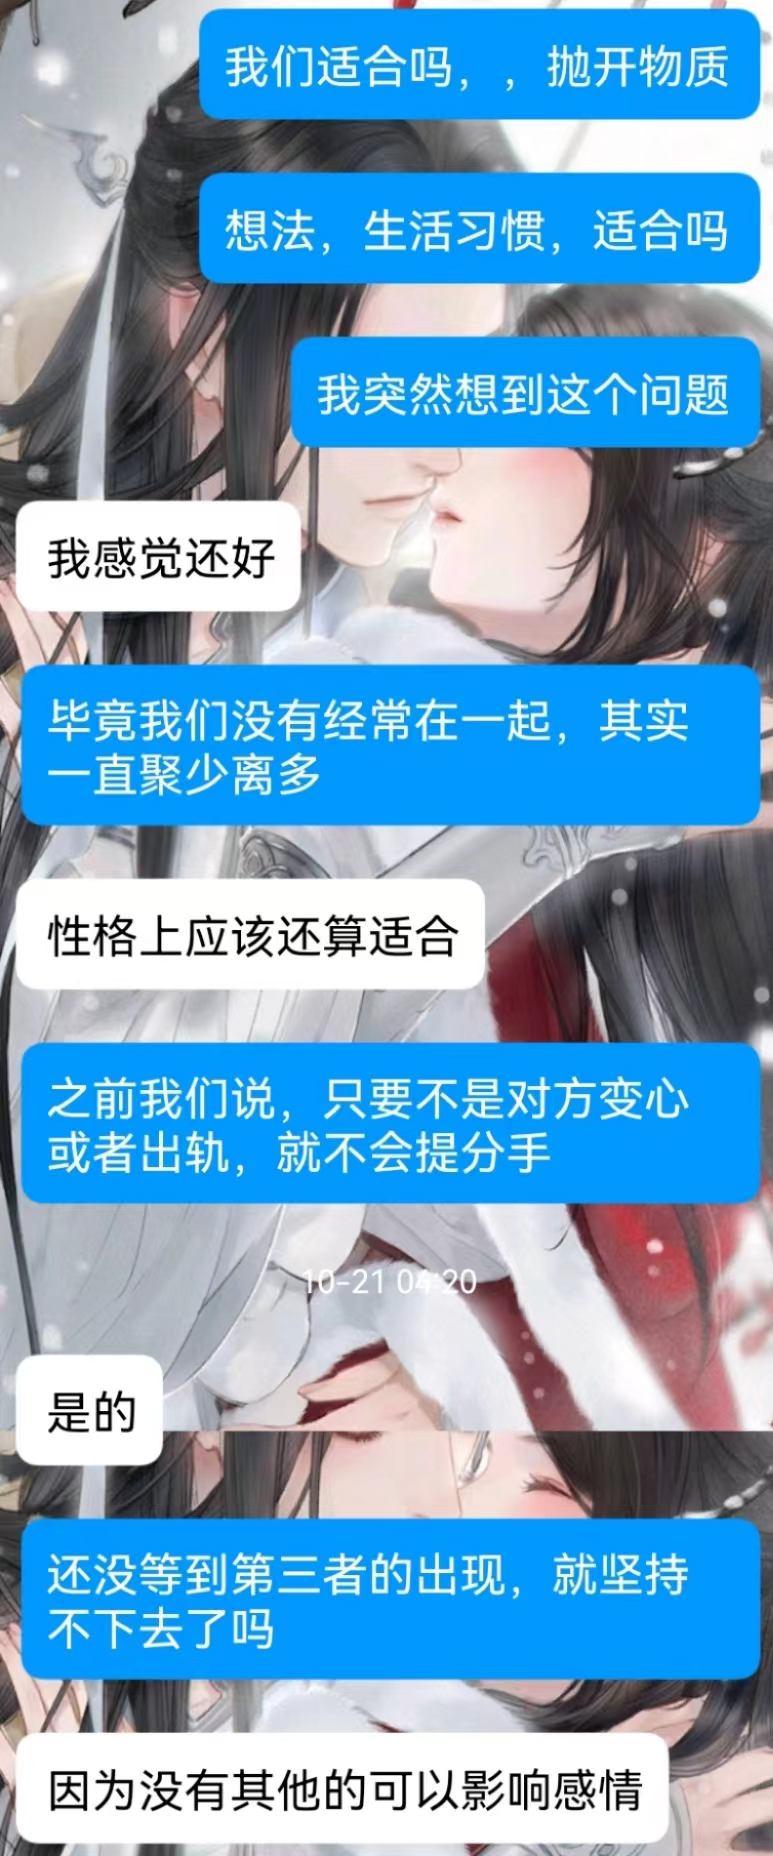 我们适合吗，，抛开物质
想法，生活习惯，适合吗
我突然想到这个问题
我感觉还好
毕竟我们没有经常在一起，其实
一直聚少离多
性格上应该还算适合
之前我们说，只要不是对方变心
或者出轨，就不会提分手
10-21 04:20
是的
还没等到第三者的出现，就坚持
不下去了吗
因为没有其他的可以影响感情